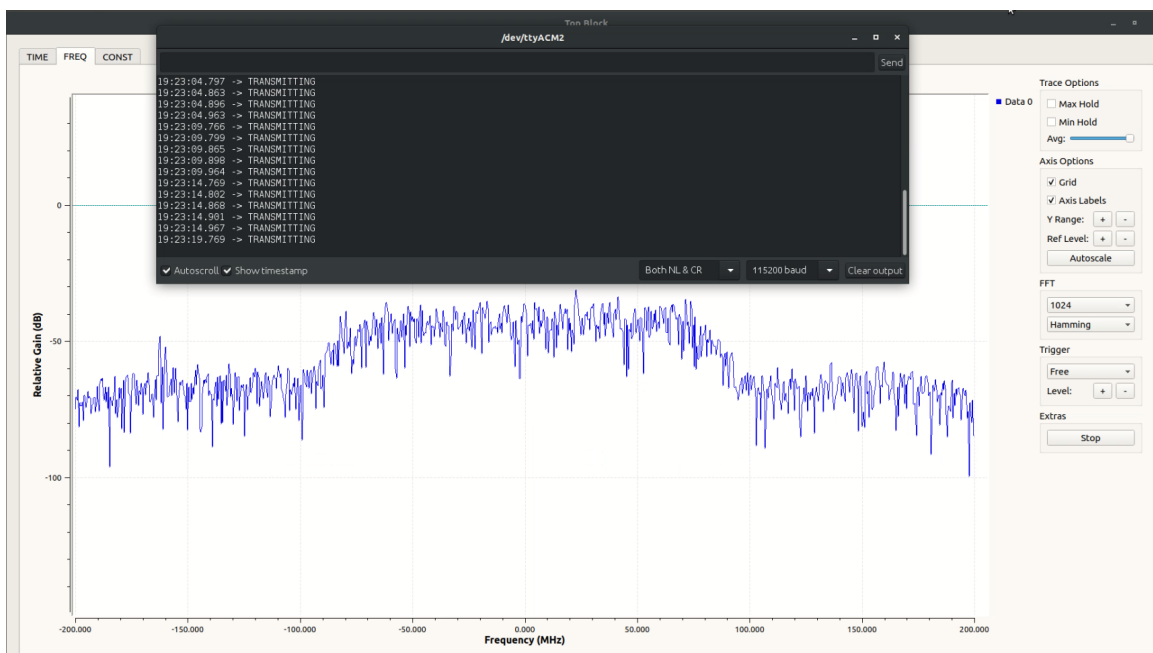 Top Block
/dev/ttyACM2
TIME FREQ CONST
Send
19:23:04.797 -> TRANSMITTING
19:23:04.863 -> TRANSMITTING
19:23:04.896 -> TRANSMITTING
19:23:04.963 -> TRANSMITTING
19:23:09.766 -> TRANSMITTING
19:23:09.799 -> TRANSMITTING
19:23:09.865 -> TRANSMITTING
19:23:09.898 -> TRANSMITTING
19:23:09.964 -> TRANSMITTING
19:23:14.769 -> TRANSMITTING
19:23:14.802 -> TRANSMITTING
19:23:14.868 -> TRANSMITTING
19:23:14.901 -> TRANSMITTING
19:23:14.967 -> TRANSMITTING
19:23:19.769 -> TRANSMITTING
Autoscroll Show timestamp Both NL & CR 115200 baud Clear output
Data 0
Trace Options
Max Hold
Min Hold
Avg:
Axis Options
Grid
Axis Labels
Y Range: + -
Ref Level: + -
Autoscale
FFT
1024
Hamming
Trigger
Free
Level: + -
Extras
Stop
Relative Gain (dB)
0
-50
-100
-200.000 -150.000 -100.000 -50.000 0.000 50.000 100.000 150.000 200.000
Frequency (MHz)